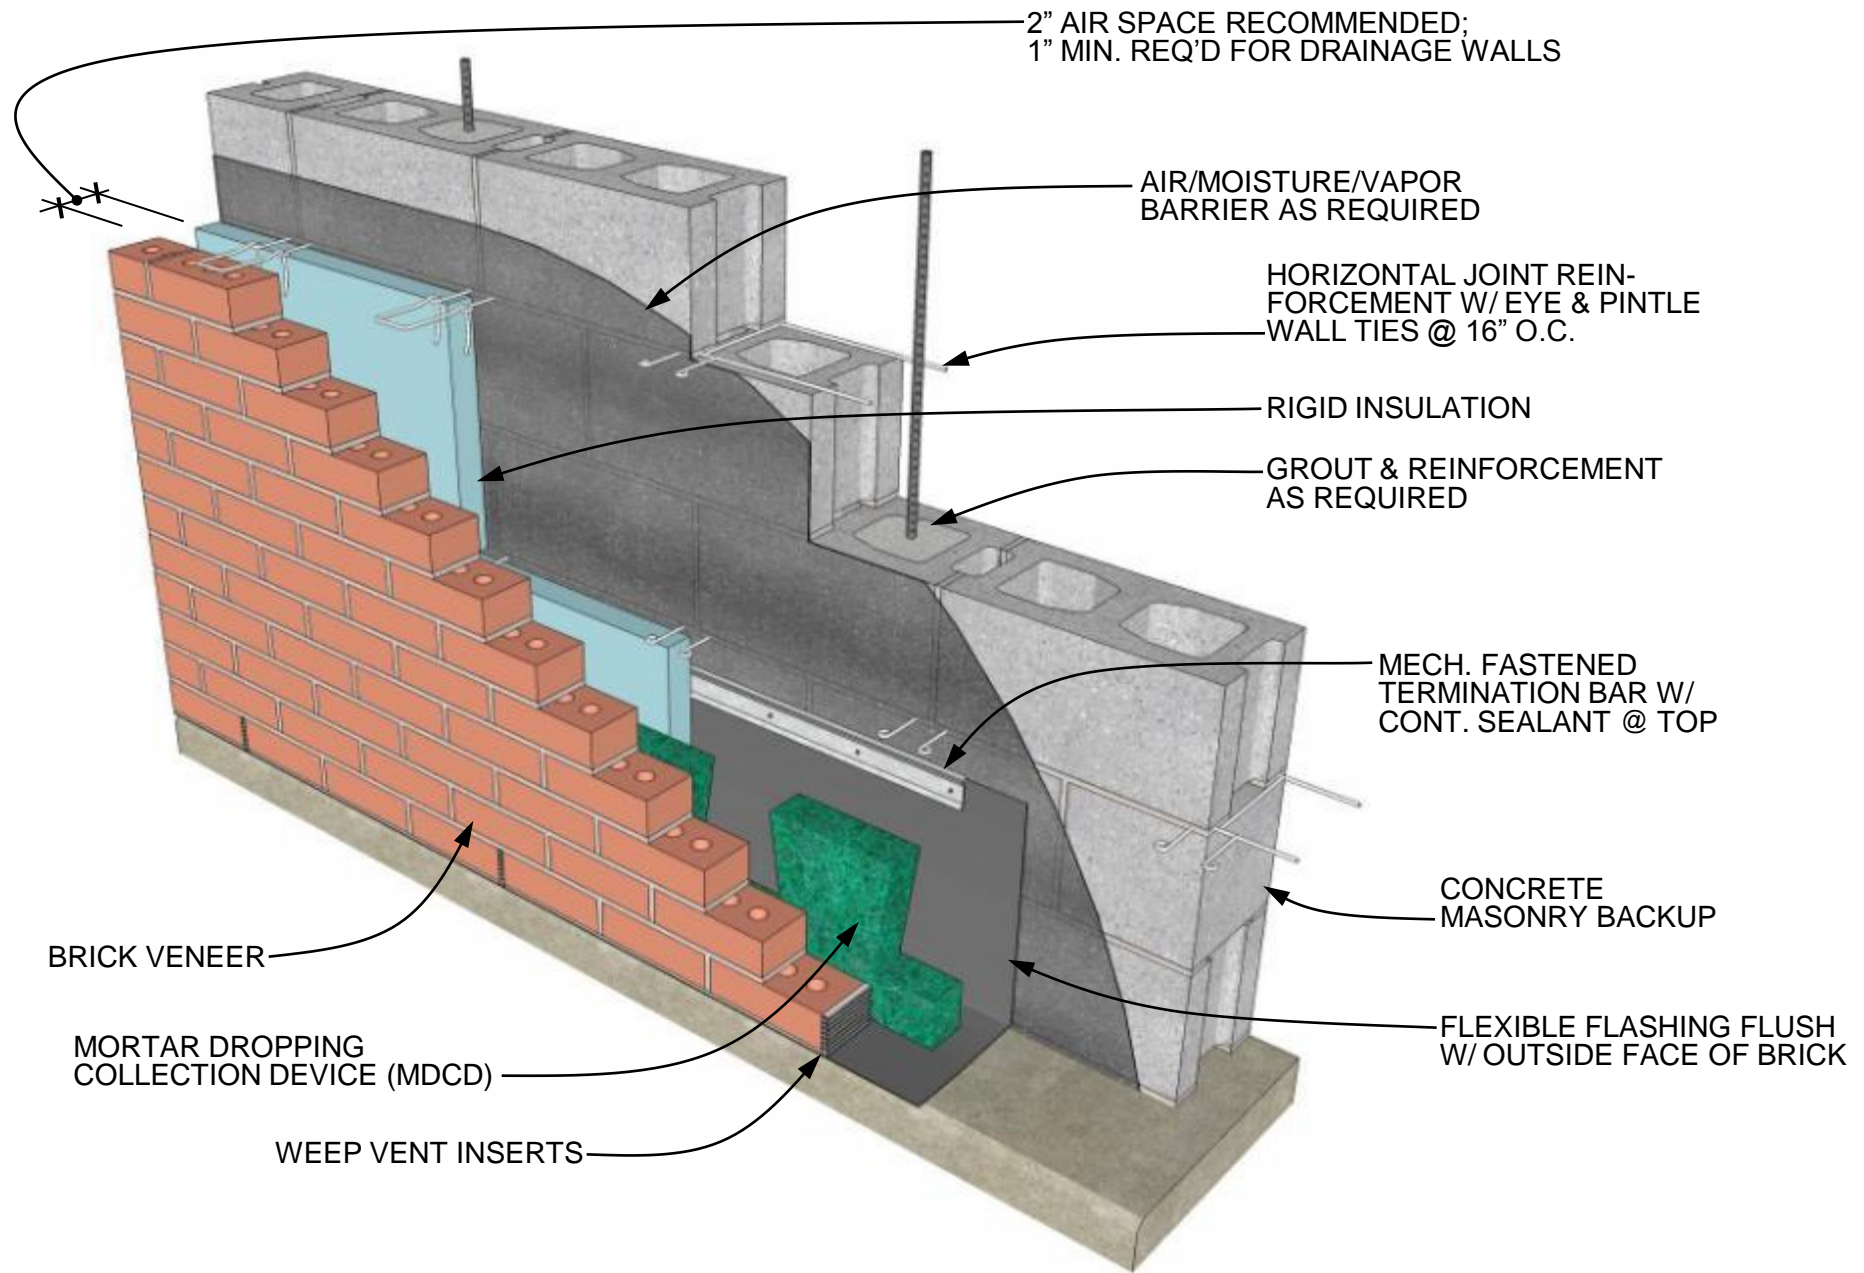 2” AIR SPACE RECOMMENDED;
1” MIN. REQ’D FOR DRAINAGE WALLS
AIR/MOISTURE/VAPOR
BARRIER AS REQUIRED
HORIZONTAL JOINT REIN-
FORCEMENT W/ EYE & PINTLE
WALL TIES @ 16” O.C.
RIGID INSULATION
GROUT & REINFORCEMENT
AS REQUIRED
MECH. FASTENED
TERMINATION BAR W/
CONT. SEALANT @ TOP
CONCRETE
MASONRY BACKUP
BRICK VENEER
FLEXIBLE FLASHING FLUSH
W/ OUTSIDE FACE OF BRICK
MORTAR DROPPING
COLLECTION DEVICE (MDCD)
WEEP VENT INSERTS